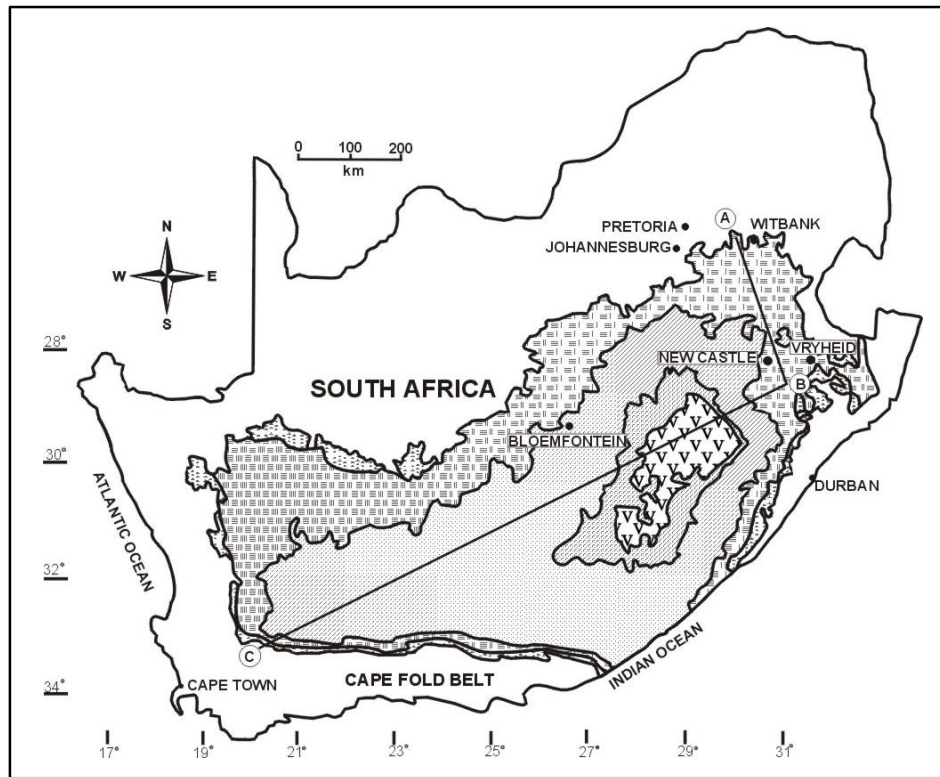 N
W E
S
0 100 200
km
A
PRETORIA
WITBANK
JOHANNESBURG
28°
NEW CASTLE
VRYHEID
B
SOUTH AFRICA
BLOEMFONTEIN
30°
DURBAN
ATLANTIC OCEAN
32°
INDIAN OCEAN
C
CAPE TOWN
CAPE FOLD BELT
34°
17° 19° 21° 23° 25° 27° 29° 31°
V V V V V V V V V V V V V V V V V V V V V V V V V V V